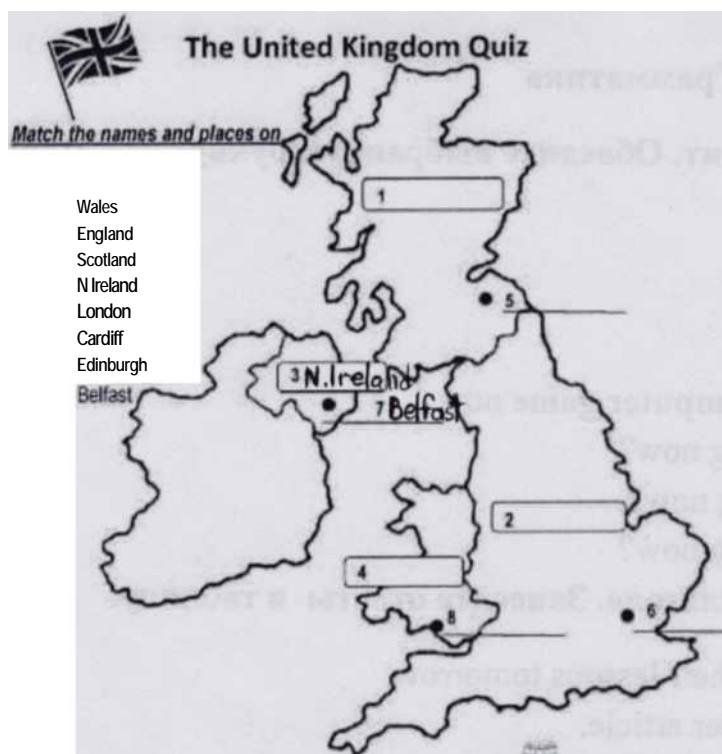 The United Kingdom Quiz
Match the names and places on
Wales
England
Scotland
N Ireland
London
Cardiff
Edinburgh
Belfast
1
5
3 N.Ireland
7 Belfast
2
4
8
6